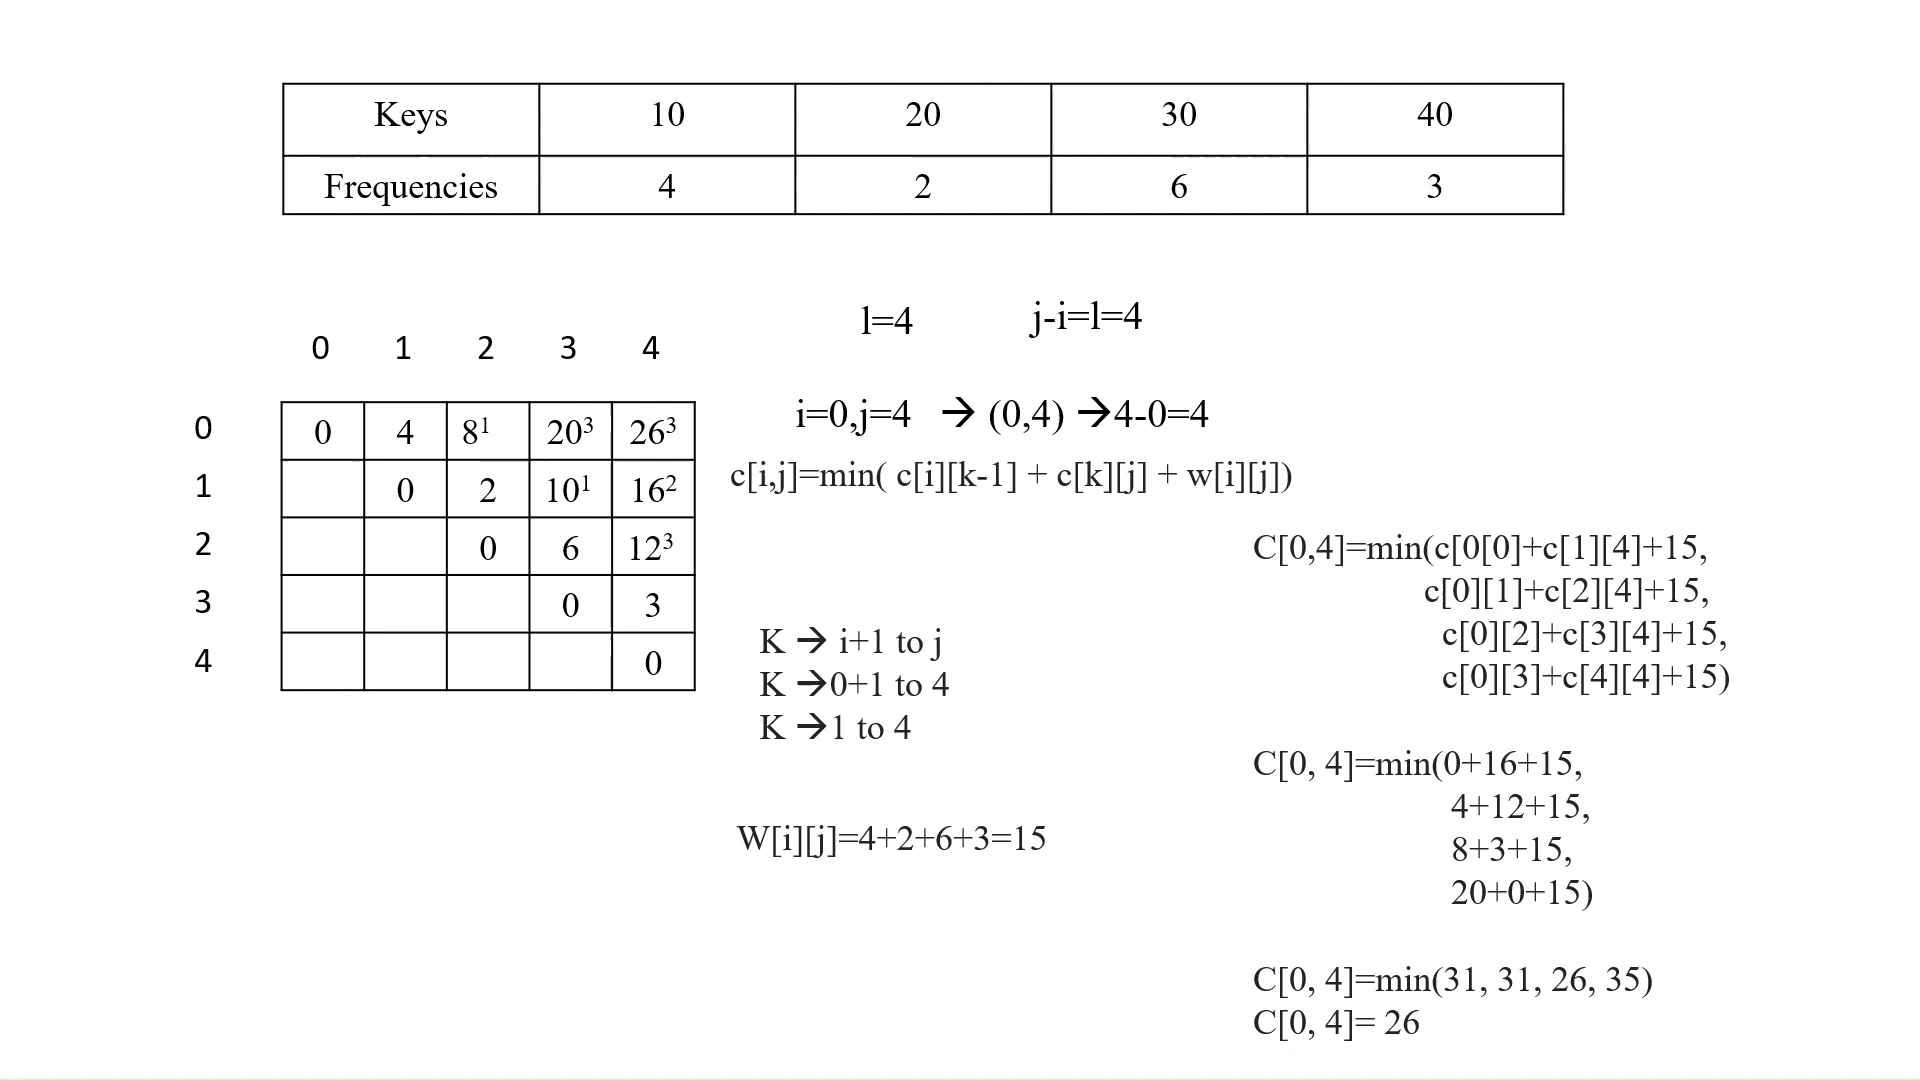 Keys 10 20 30 40
Frequencies 4 2 6 3
l=4 j-i=l=4
0 1 2 3 4
i=0,j=4 → (0,4) →4-0=4
0 0 4 8¹ 20³ 26³
c[i,j]=min( c[i][k-1] + c[k][j] + w[i][j])
1 0 2 10¹ 16²
2 0 6 12³
3 0 3
4 0
K → i+1 to j
K →0+1 to 4
K →1 to 4
W[i][j]=4+2+6+3=15
C[0,4]=min(c[0[0]+c[1][4]+15,
c[0][1]+c[2][4]+15,
c[0][2]+c[3][4]+15,
c[0][3]+c[4][4]+15)
C[0, 4]=min(0+16+15,
4+12+15,
8+3+15,
20+0+15)
C[0, 4]=min(31, 31, 26, 35)
C[0, 4]= 26